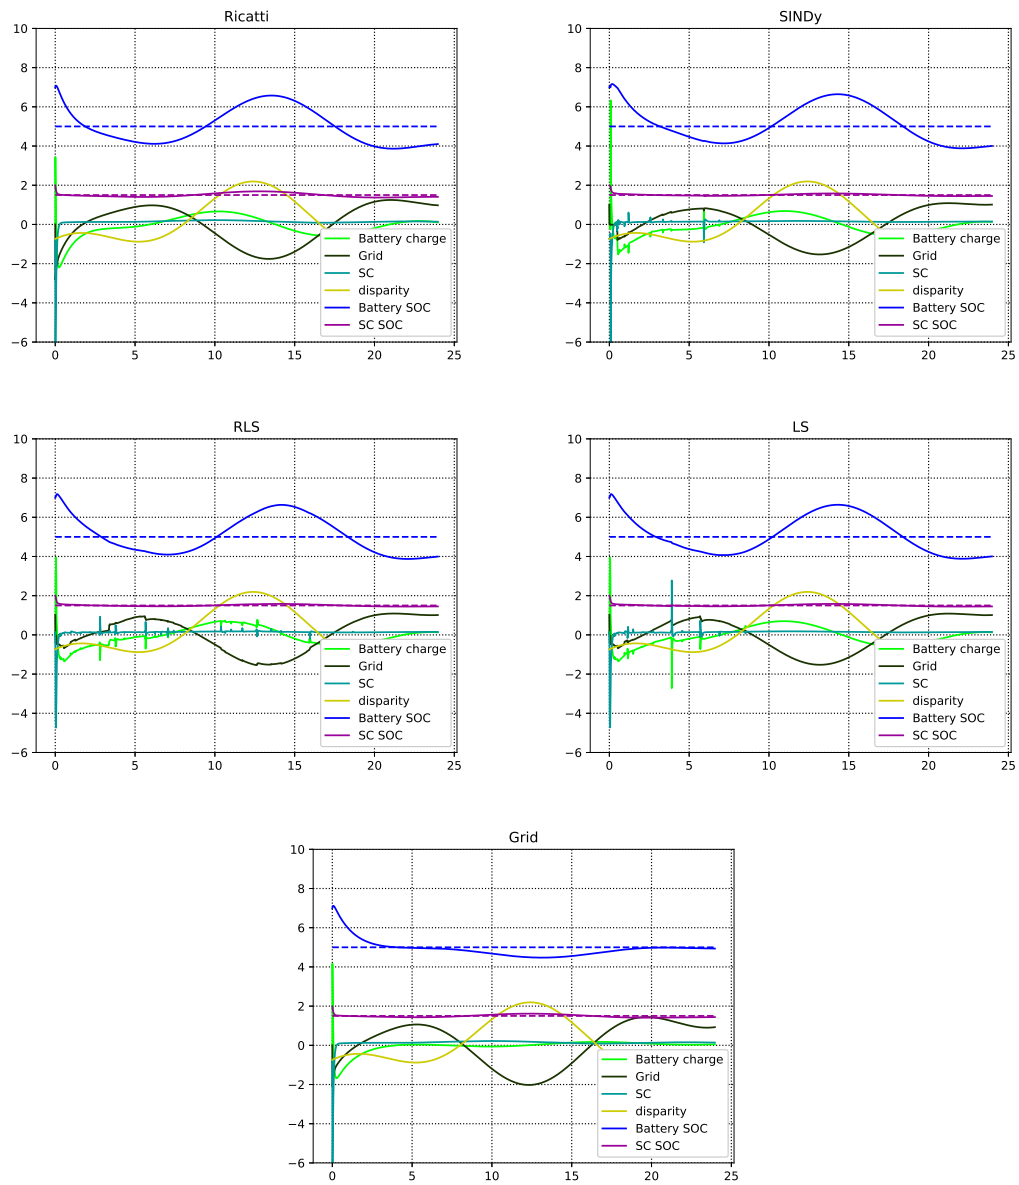 Ricatti
10
8
6
4
2
0
−2
−4
−6
0 5 10 15 20 25
Battery charge
Grid
SC
disparity
Battery SOC
SC SOC
SINDy
10
8
6
4
2
0
−2
−4
−6
0 5 10 15 20 25
Battery charge
Grid
SC
disparity
Battery SOC
SC SOC
RLS
10
8
6
4
2
0
−2
−4
−6
0 5 10 15 20 25
Battery charge
Grid
SC
disparity
Battery SOC
SC SOC
LS
10
8
6
4
2
0
−2
−4
−6
0 5 10 15 20 25
Battery charge
Grid
SC
disparity
Battery SOC
SC SOC
Grid
10
8
6
4
2
0
−2
−4
−6
0 5 10 15 20 25
Battery charge
Grid
SC
disparity
Battery SOC
SC SOC